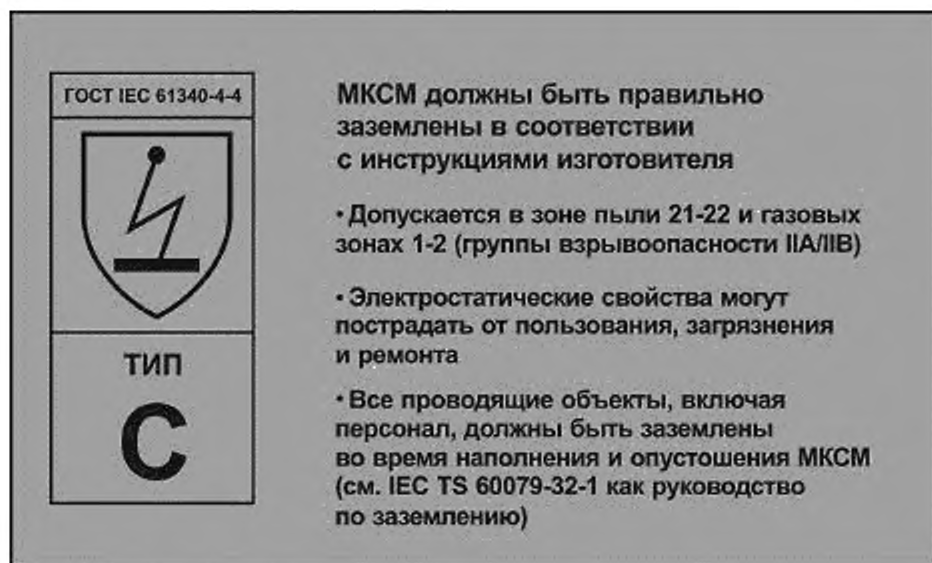 ГОСТ IEC 61340-4-4
ТИП
С
МКСМ должны быть правильно
заземлены в соответствии
с инструкциями изготовителя
• Допускается в зоне пыли 21-22 и газовых
зонах 1-2 (группы взрывоопасности IIA/IIB)
• Электростатические свойства могут
пострадать от пользования, загрязнения
и ремонта
• Все проводящие объекты, включая
персонал, должны быть заземлены
во время наполнения и опустошения МКСМ
(см. IEC TS 60079-32-1 как руководство
по заземлению)